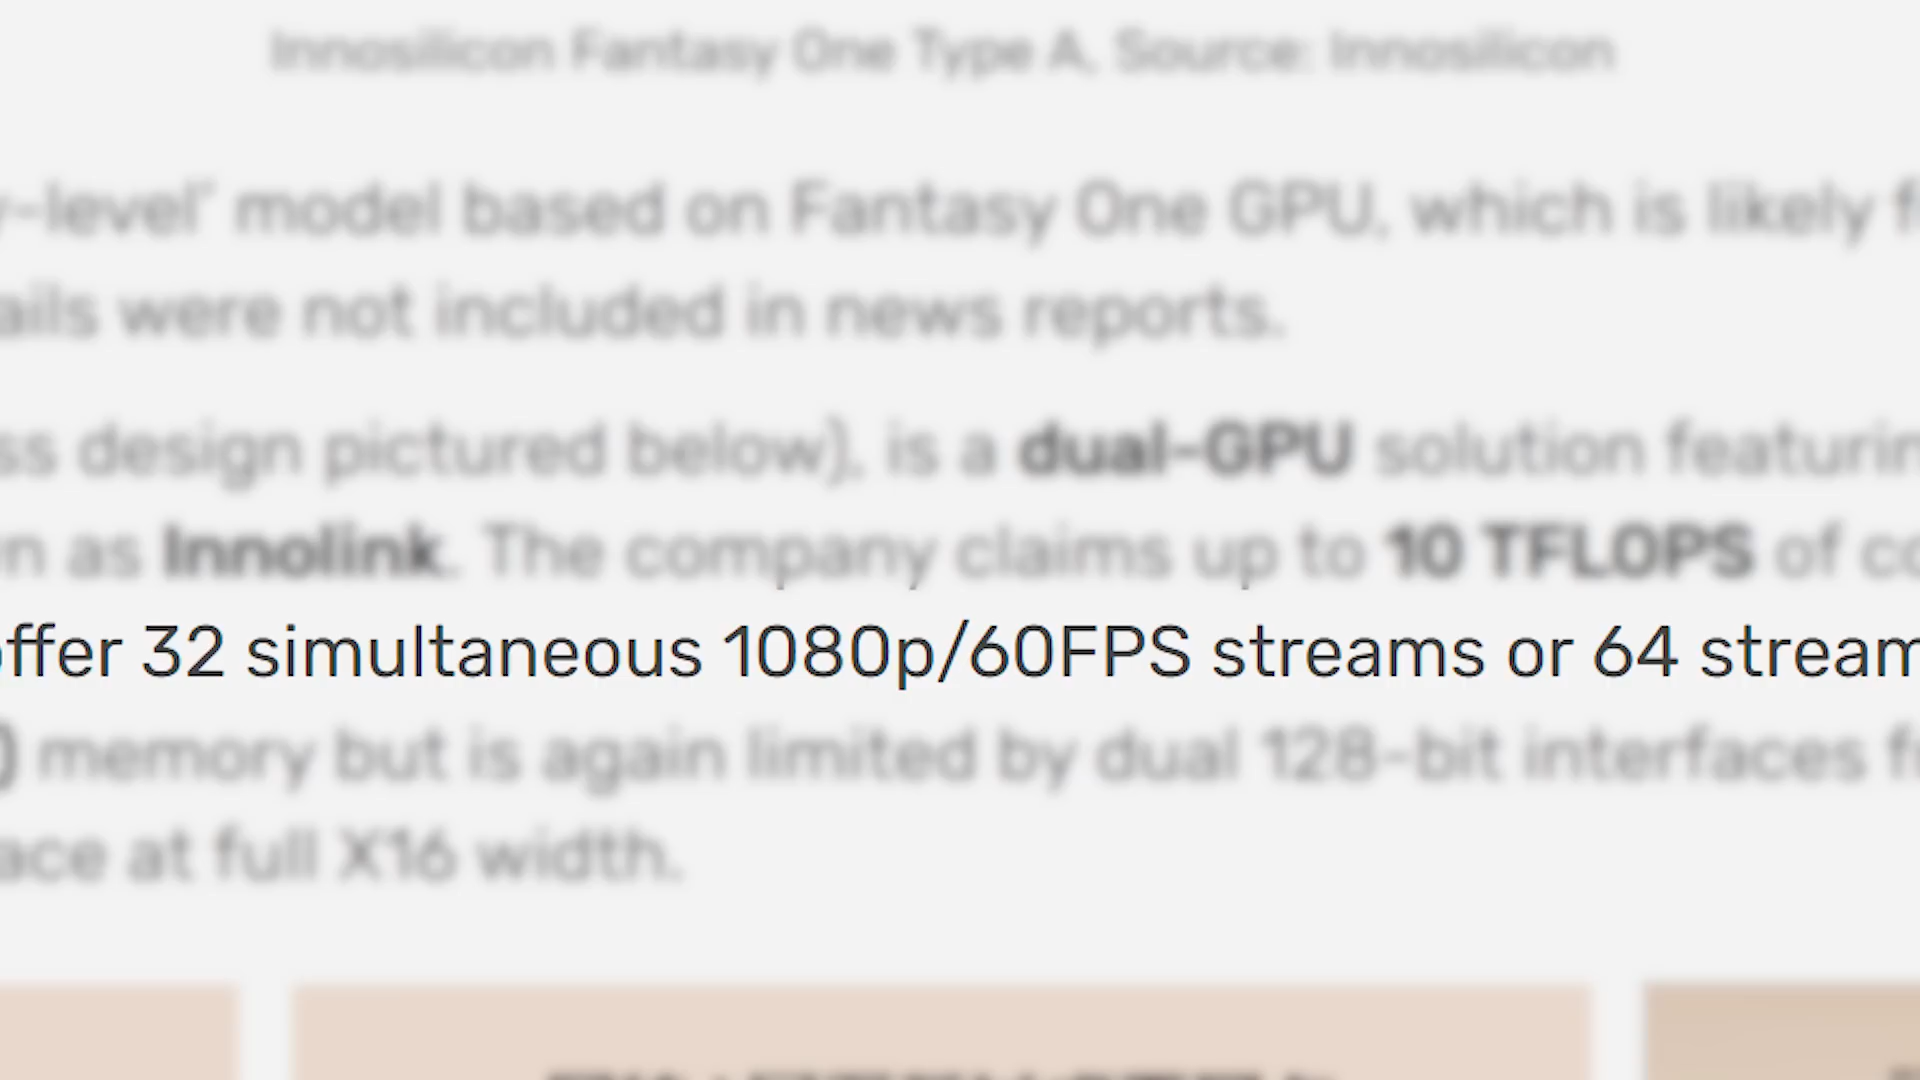 Innosilicon Fantasy One Type A, Source: Innosilicon
-level' model based on Fantasy One GPU, which is likely
ails were not included in news reports.
ss design pictured below), is a dual-GPU solution featurin
n as Innolink. The company claims up to 10 TFLOPS of co
offer 32 simultaneous 1080p/60FPS streams or 64 stream
) memory but is again limited by dual 128-bit interfaces
ace at full X16 width.